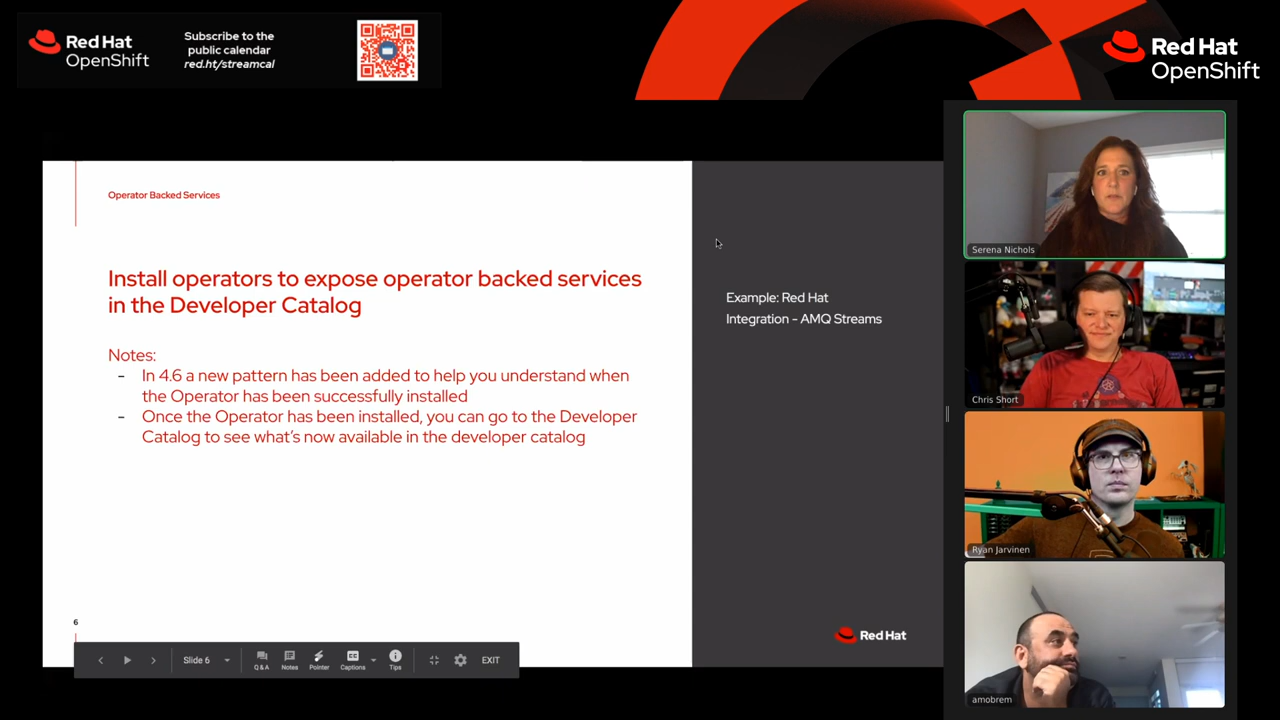 Red Hat
OpenShift
Subscribe to the
public calendar
red.ht/streamcal
Red Hat
OpenShift
Operator Backed Services
Install operators to expose operator backed services
in the Developer Catalog
Notes:
- In 4.6 a new pattern has been added to help you understand when
the Operator has been successfully installed
- Once the Operator has been installed, you can go to the Developer
Catalog to see what's now available in the developer catalog
Example: Red Hat
Integration - AMQ Streams
6
Red Hat
Slide 6
Q&A
Notes
Pointer
CC
Captions
Tips
EXIT
Serena Nichols
Chris Short
Ryan Jarvinen
amobrem